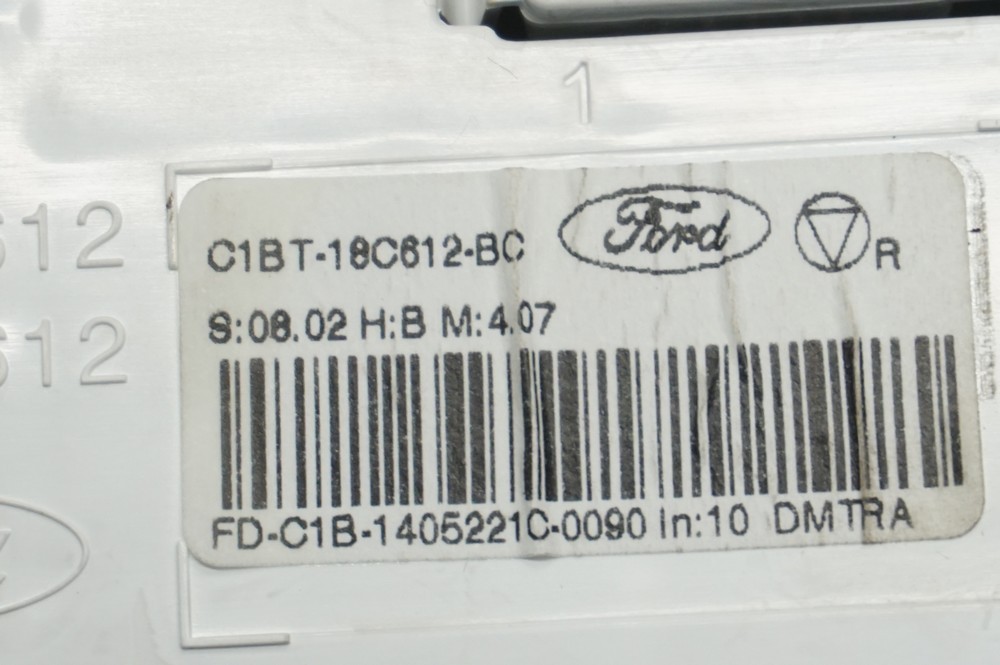 1
612
612
C1BT-18C612-BC Ford R
S:08.02 H:B M:4.07
FD-C1B-1405221C-0090 In:10 DMTRA